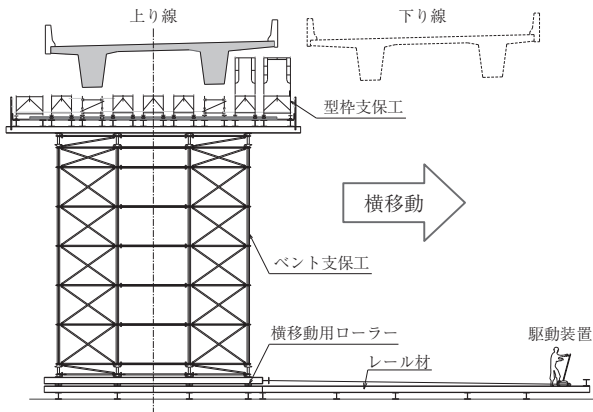 上り線
下り線
型枠支保工
横移動
ベント支保工
横移動用ローラー
駆動装置
レール材